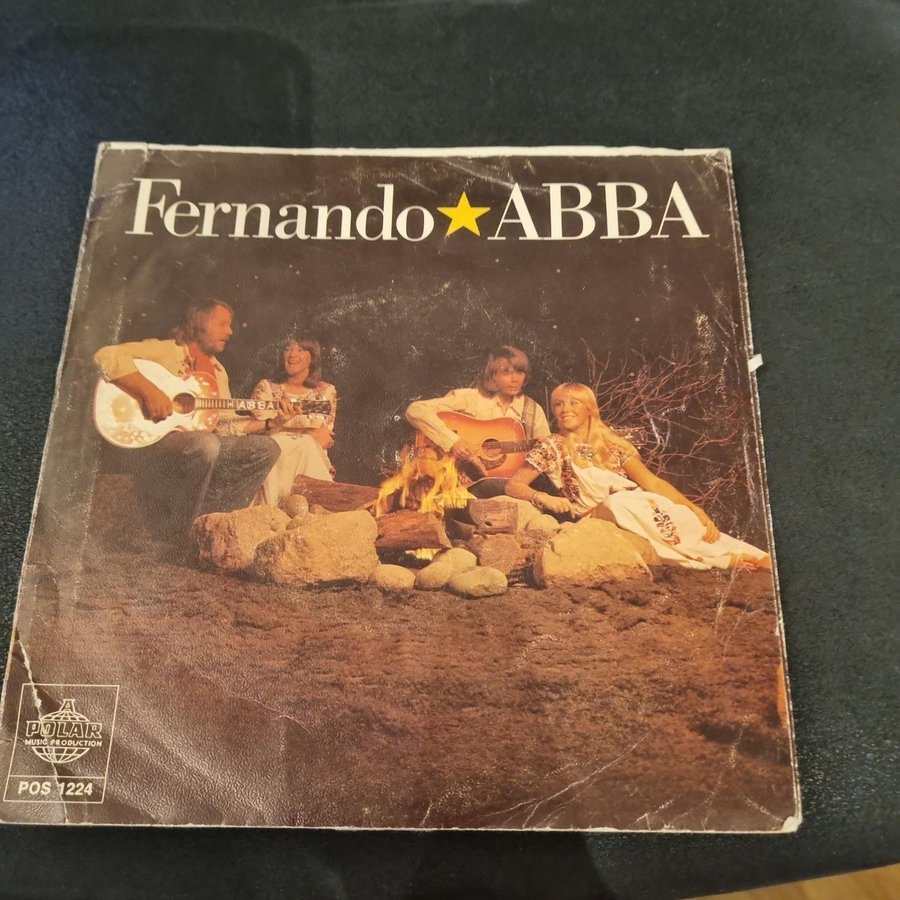 Fernando★ABBA
ABBA
A
POLAR
MUSIC PRODUCTION
POS 1224